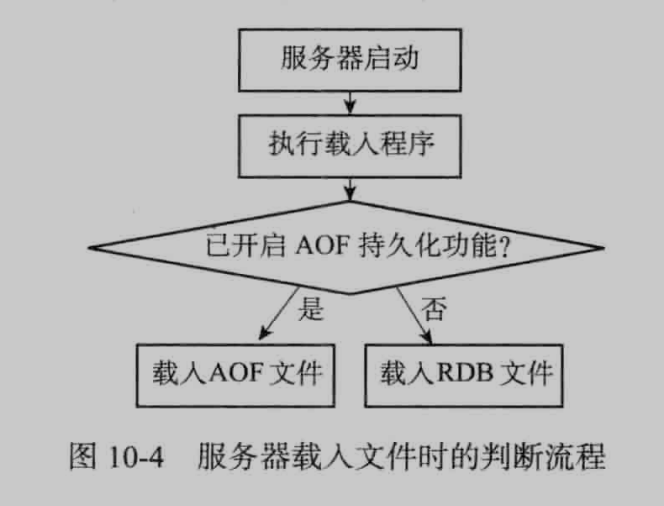 服务器启动
执行载入程序
已开启 AOF 持久化功能?
是
否
载入AOF 文件
载入RDB 文件
图 10-4 服务器载入文件时的判断流程